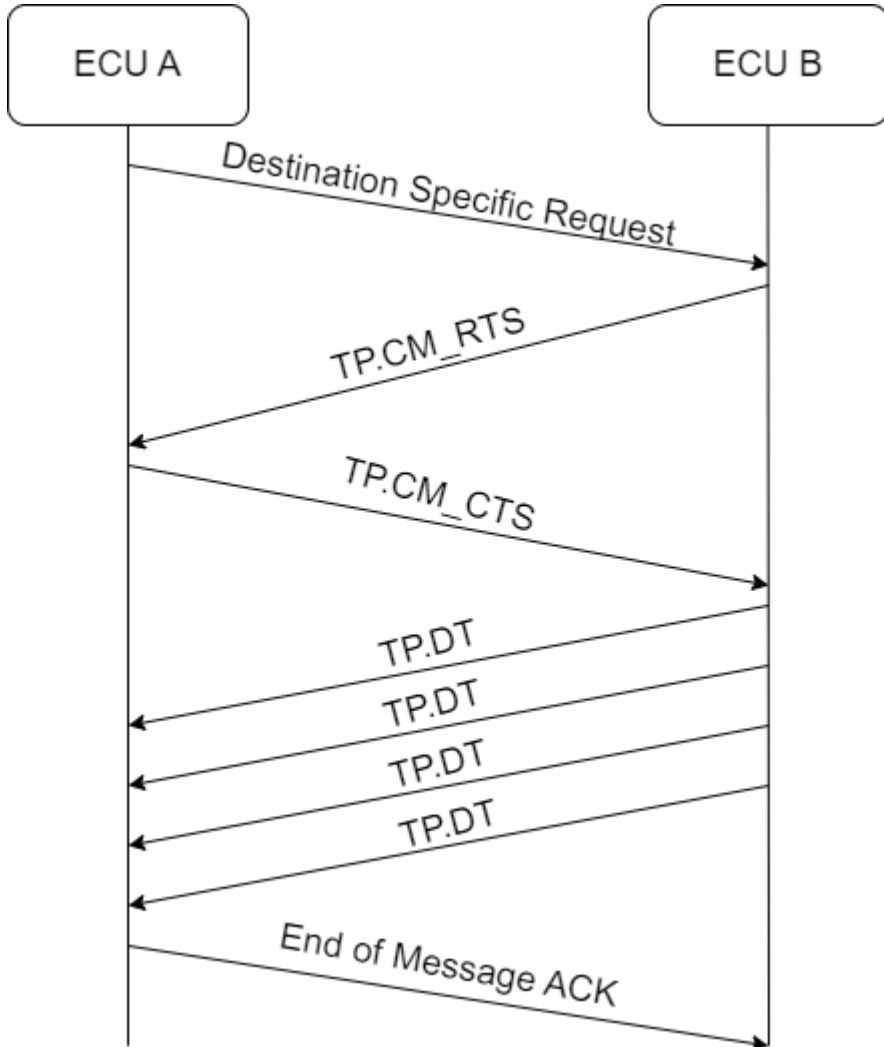 ECU A
ECU B
Destination Specific Request
TP.CM_RTS
TP.CM_CTS
TP.DT
TP.DT
TP.DT
TP.DT
End of Message ACK